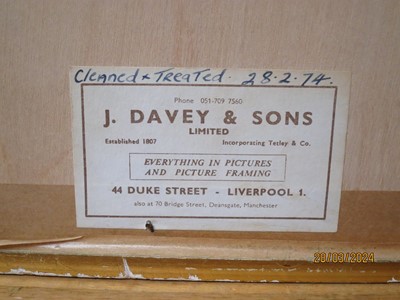 Cleaned & Treated. 28.2.74.
Phone 051-709 7560
J. DAVEY & SONS
LIMITED
Established 1807 Incorporating Tetley & Co.
EVERYTHING IN PICTURES
AND PICTURE FRAMING
44 DUKE STREET - LIVERPOOL 1.
also at 70 Bridge Street, Deansgate, Manchester
20/09/2024